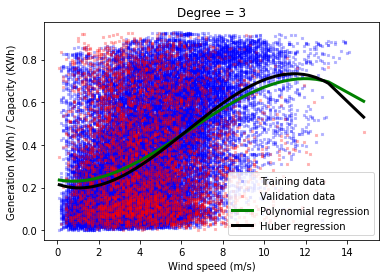 Degree = 3
Generation (KWh) / Capacity (KWh)
0.8
0.6
0.4
0.2
0.0
Training data
Validation data
Polynomial regression
Huber regression
0 2 4 6 8 10 12 14
Wind speed (m/s)